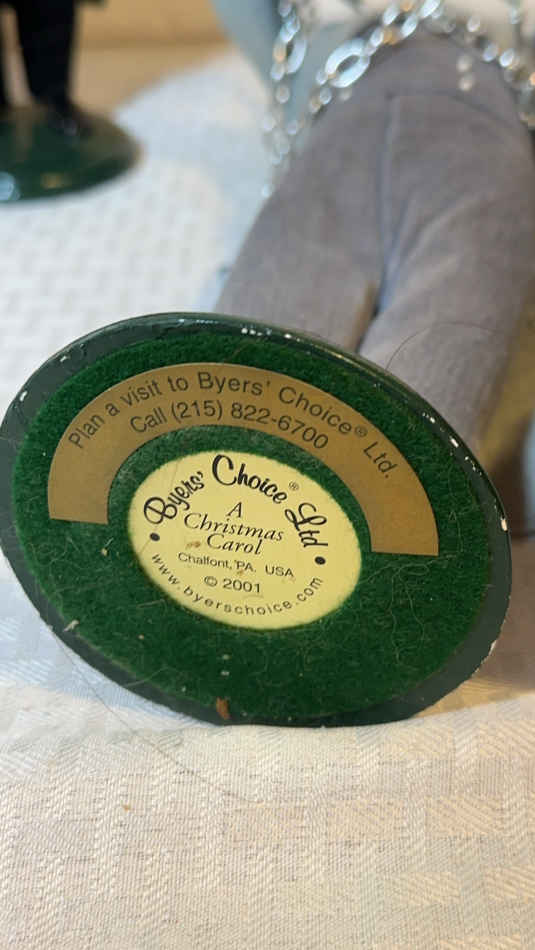 Plan a visit to Byers' Choice® Ltd.
Call (215) 822-6700
Byers' Choice® Ltd
A
Christmas
Carol
Chalfont, PA. USA
© 2001
www.byerschoice.com